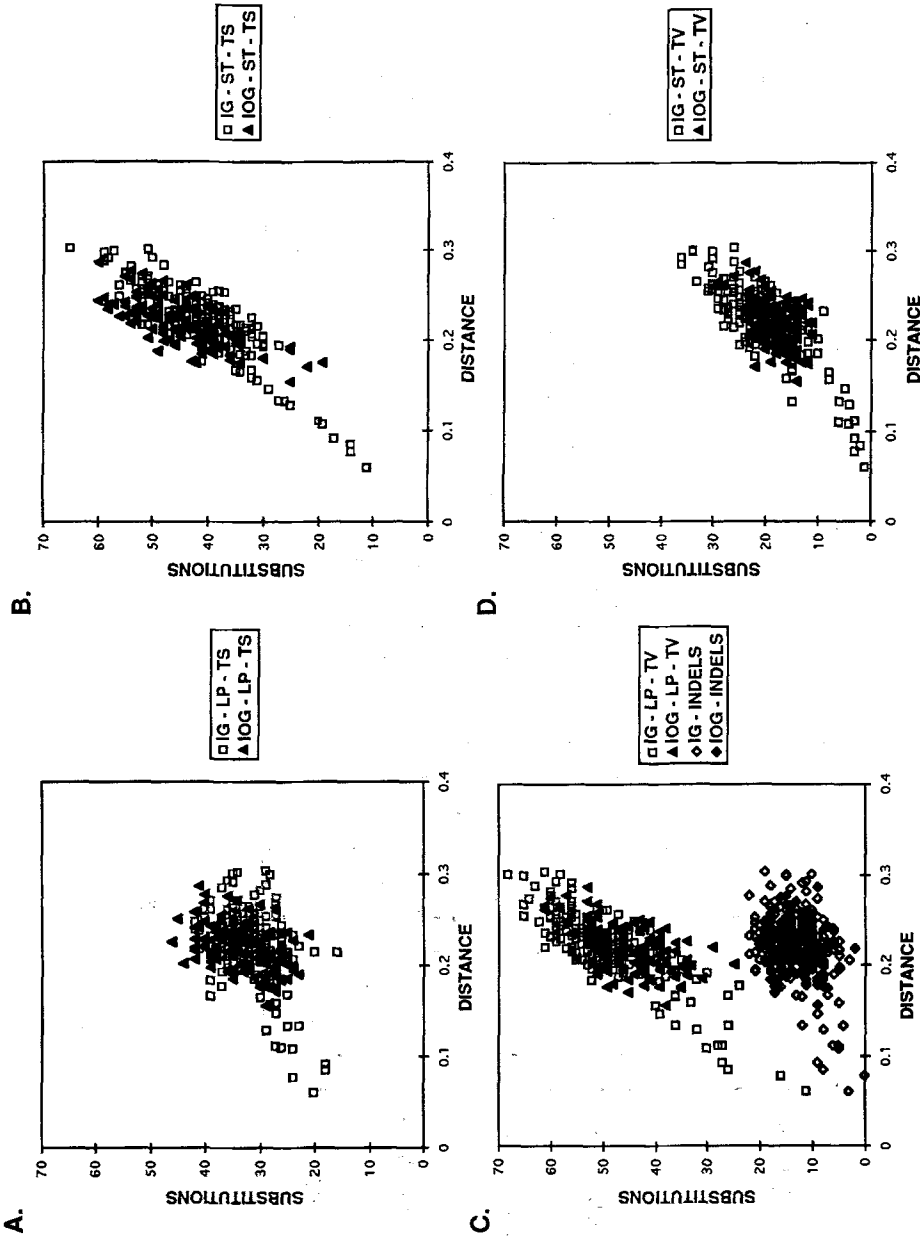 A.
SUBSTITUTIONS
70
60
50
40
30
20
10
0
0
0.1
0.2
0.3
0.4
DISTANCE
IG - LP - TS
IOG - LP - TS
B.
SUBSTITUTIONS
70
60
50
40
30
20
10
0
0
0.1
0.2
0.3
0.4
DISTANCE
IG - ST - TS
IOG - ST - TS
C.
SUBSTITUTIONS
70
60
50
40
30
20
10
0
0
0.1
0.2
0.3
0.4
DISTANCE
IG - LP - TV
IOG - LP - TV
IG - INDELS
IOG - INDELS
D.
SUBSTITUTIONS
70
60
50
40
30
20
10
0
0
0.1
0.2
0.3
0.4
DISTANCE
IG - ST - TV
IOG - ST - TV